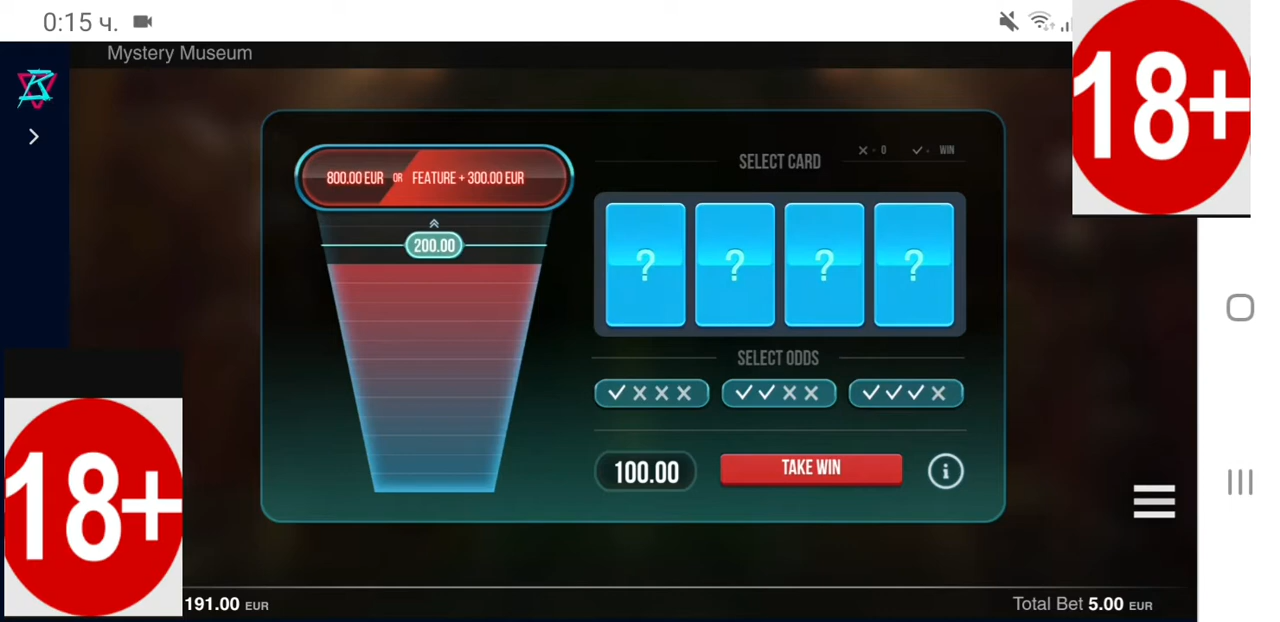 0:15 ч.
18+
Mystery Museum
× - 0 ✓ - WIN
SELECT CARD
800.00 EUR OR FEATURE + 300.00 EUR
200.00
? ? ? ?
SELECT ODDS
✓××× ✓✓×× ✓✓✓×
100.00
TAKE WIN
i
18+
191.00 EUR
Total Bet 5.00 EUR